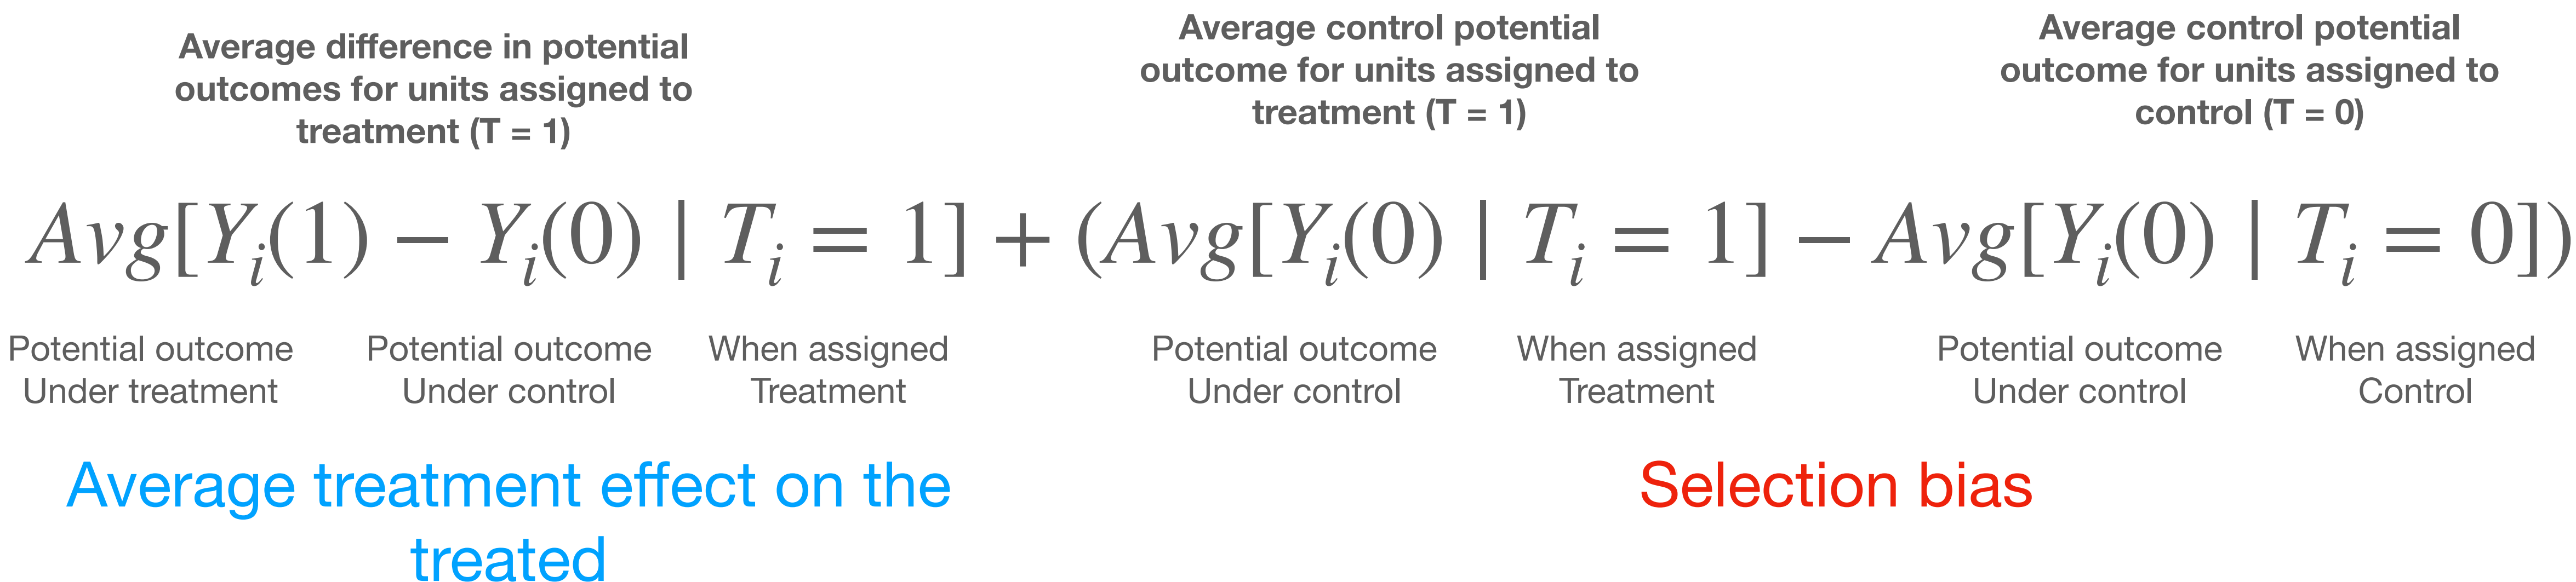 Average difference in potential
outcomes for units assigned to
treatment (T = 1)
Average control potential
outcome for units assigned to
treatment (T = 1)
Average control potential
outcome for units assigned to
control (T = 0)
Avg[Y_i(1) − Y_i(0) | T_i = 1] + (Avg[Y_i(0) | T_i = 1] − Avg[Y_i(0) | T_i = 0])
Potential outcome
Under treatment
Potential outcome
Under control
When assigned
Treatment
Potential outcome
Under control
When assigned
Treatment
Potential outcome
Under control
When assigned
Control
Average treatment effect on the
treated
Selection bias